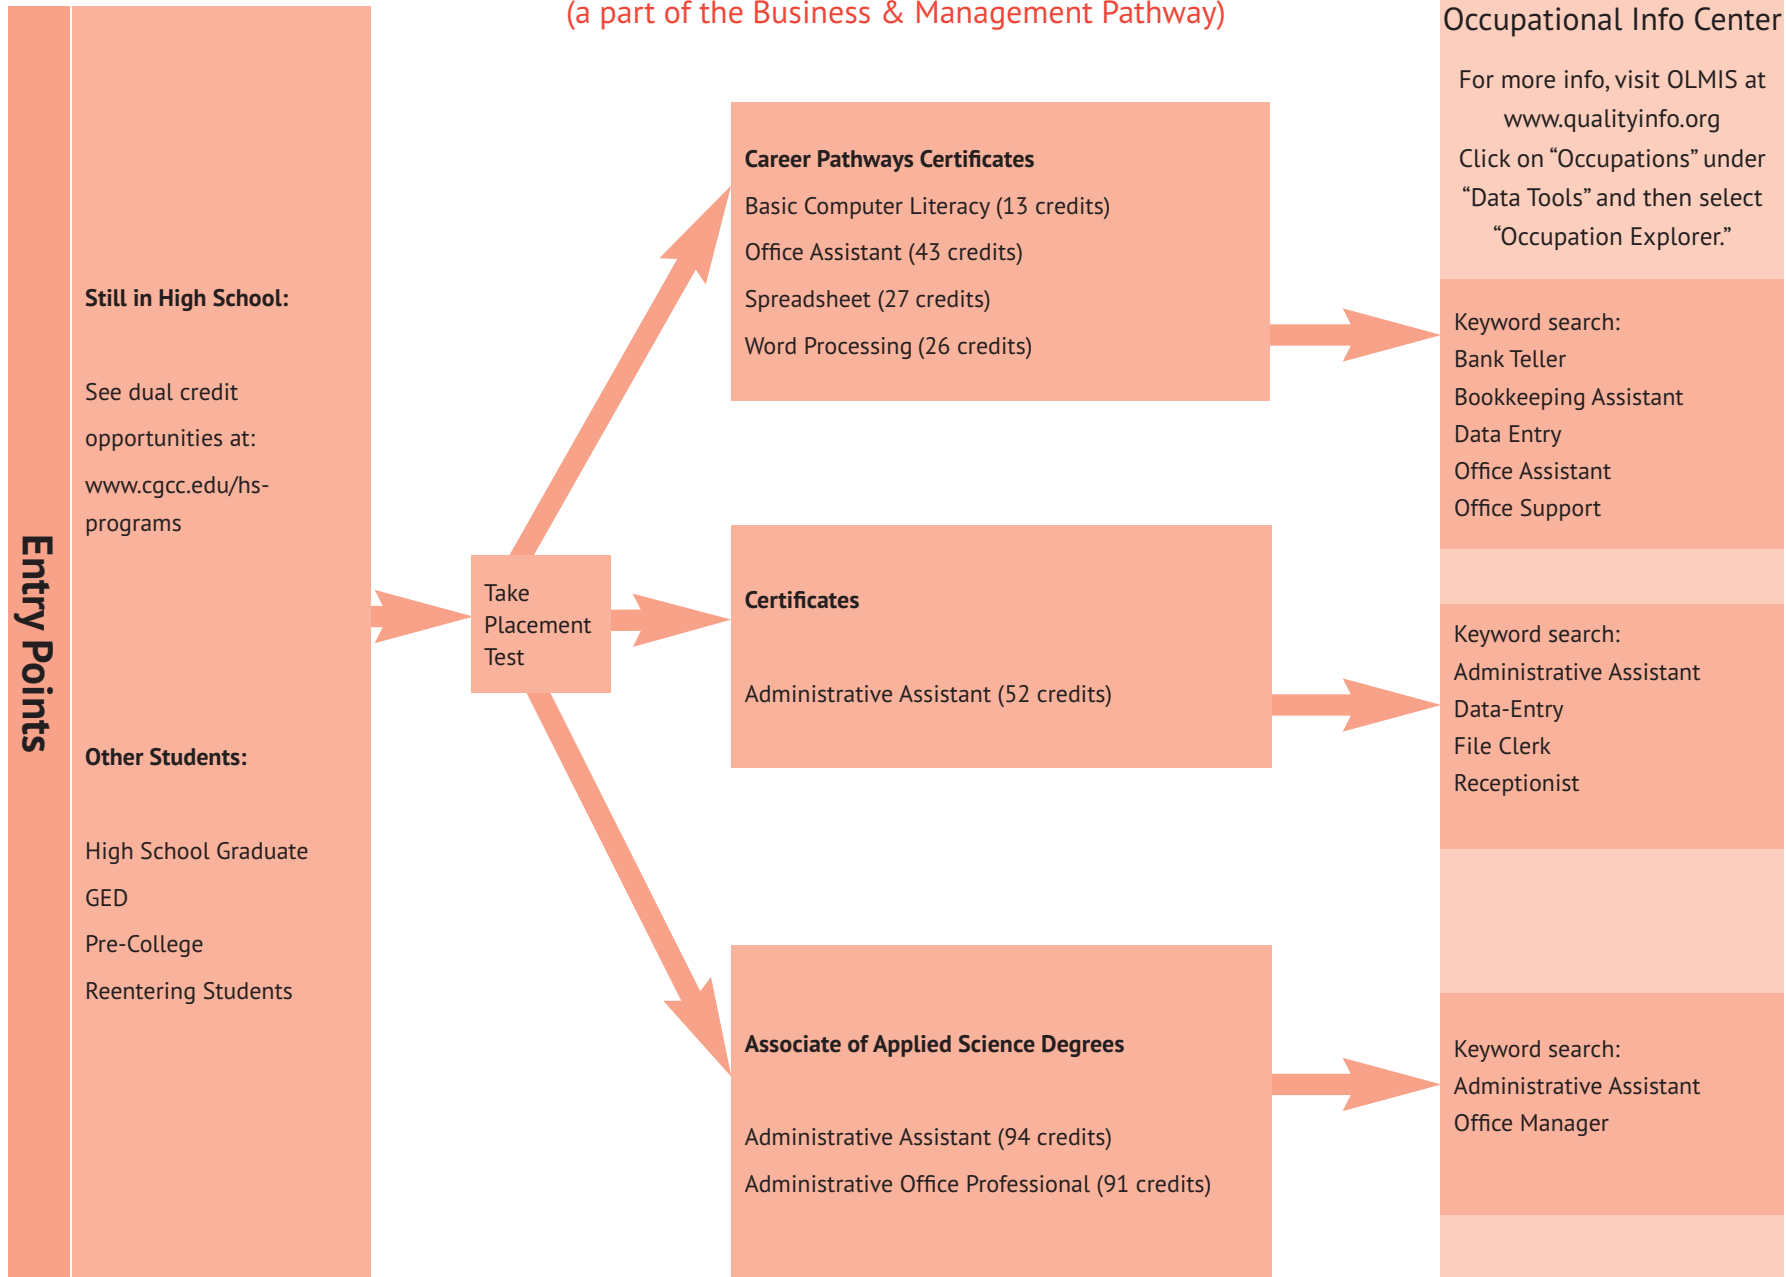 (a part of the Business & Management Pathway)
Entry Points
Still in High School:
See dual credit
opportunities at:
www.cgcc.edu/hs-
programs
Other Students:
High School Graduate
GED
Pre-College
Reentering Students
Take
Placement
Test
Career Pathways Certificates
Basic Computer Literacy (13 credits)
Office Assistant (43 credits)
Spreadsheet (27 credits)
Word Processing (26 credits)
Certificates
Administrative Assistant (52 credits)
Associate of Applied Science Degrees
Administrative Assistant (94 credits)
Administrative Office Professional (91 credits)
Occupational Info Center
For more info, visit OLMIS at
www.qualityinfo.org
Click on “Occupations” under
“Data Tools” and then select
“Occupation Explorer.”
Keyword search:
Bank Teller
Bookkeeping Assistant
Data Entry
Office Assistant
Office Support
Keyword search:
Administrative Assistant
Data-Entry
File Clerk
Receptionist
Keyword search:
Administrative Assistant
Office Manager